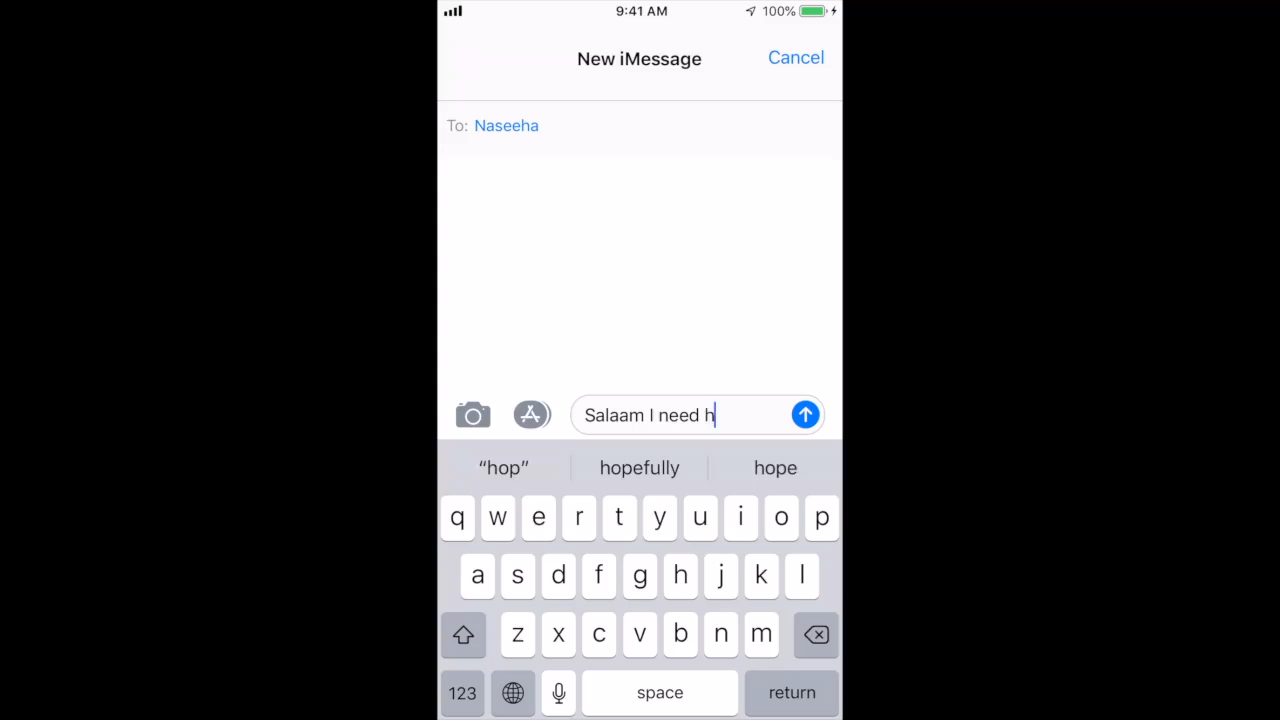 9:41 AM
100%
New iMessage
Cancel
To: Naseeha
Salaam I need h
“hop” hopefully hope
q w e r t y u i o p
a s d f g h j k l
z x c v b n m
123 space return